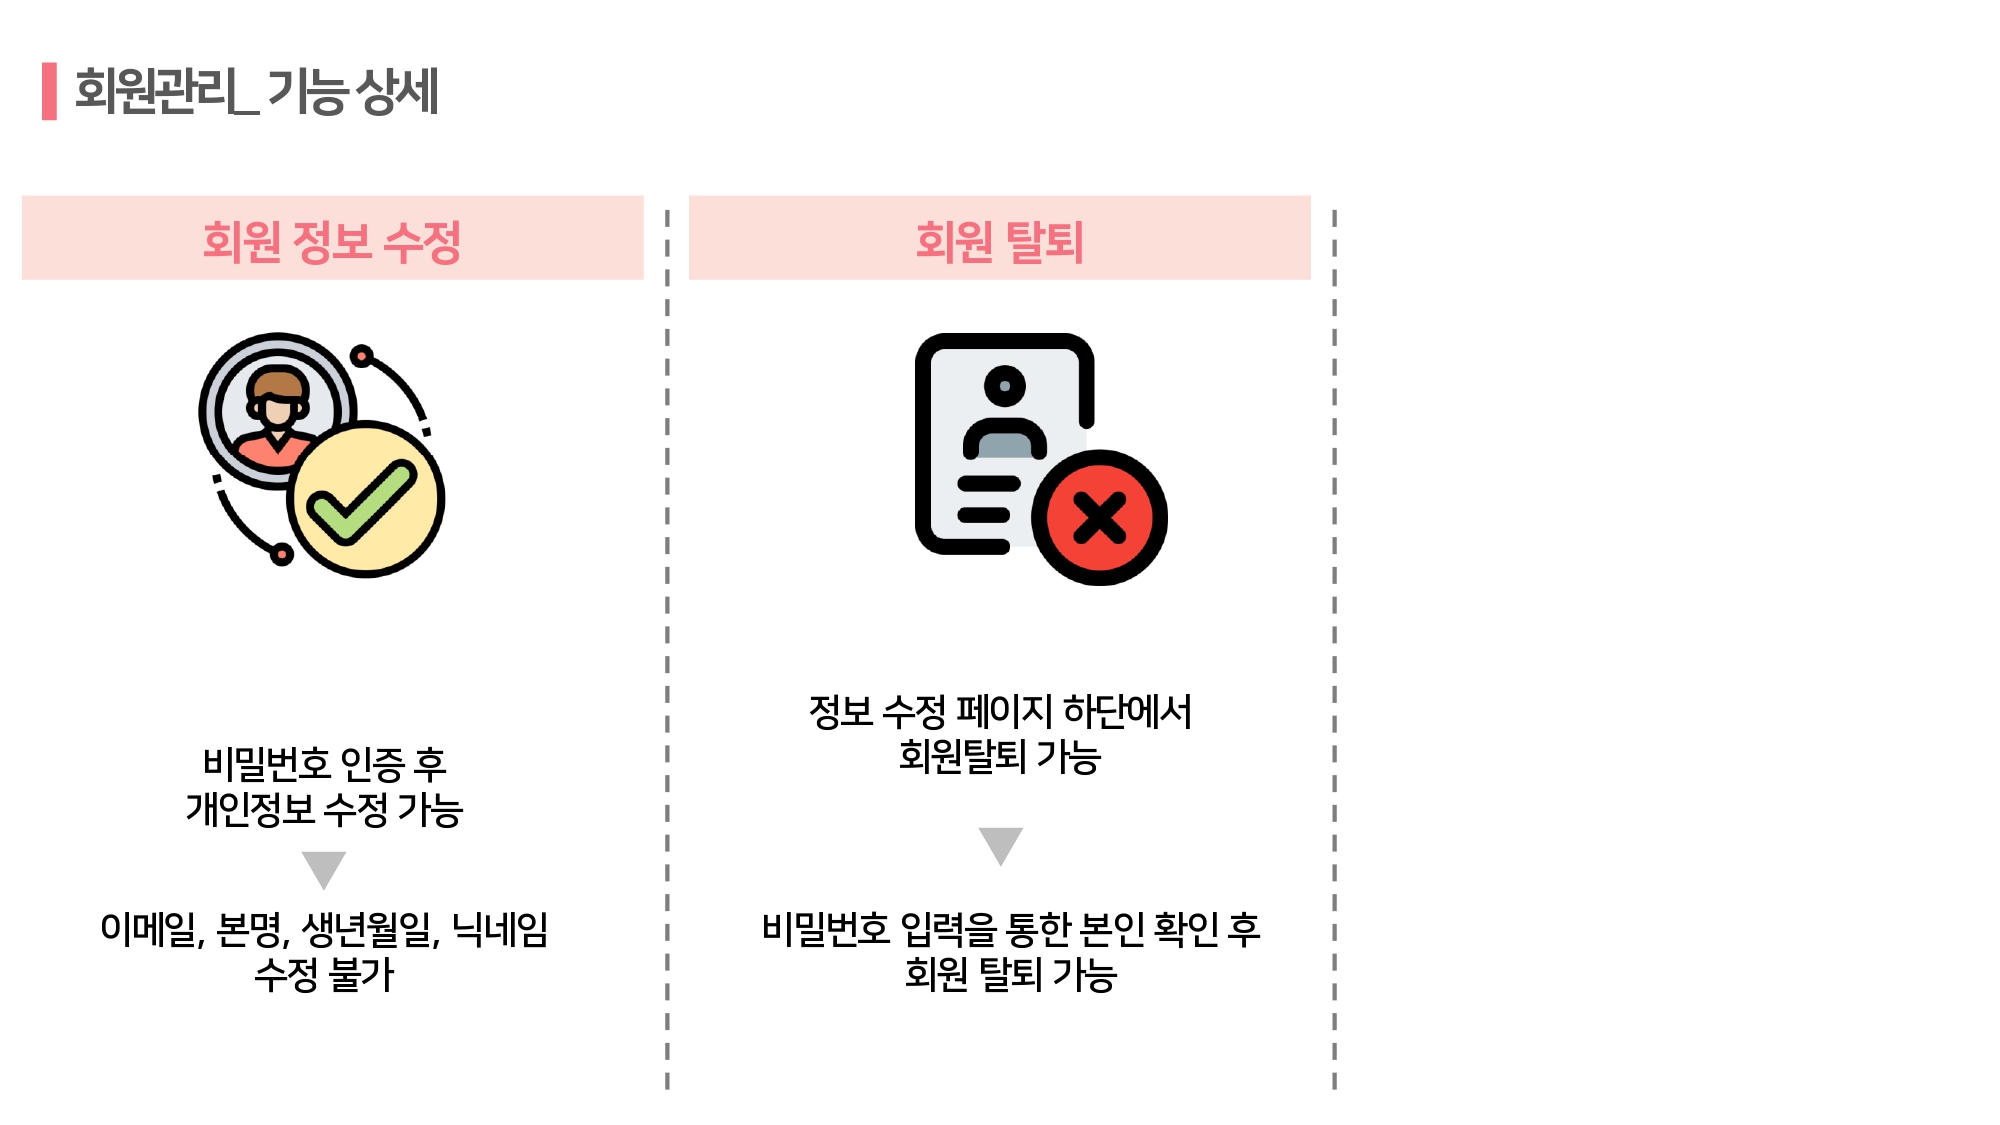 회원관리_ 기능 상세
회원 정보 수정
비밀번호 인증 후
개인정보 수정 가능
이메일, 본명, 생년월일, 닉네임
수정 불가
회원 탈퇴
정보 수정 페이지 하단에서
회원탈퇴 가능
비밀번호 입력을 통한 본인 확인 후
회원 탈퇴 가능